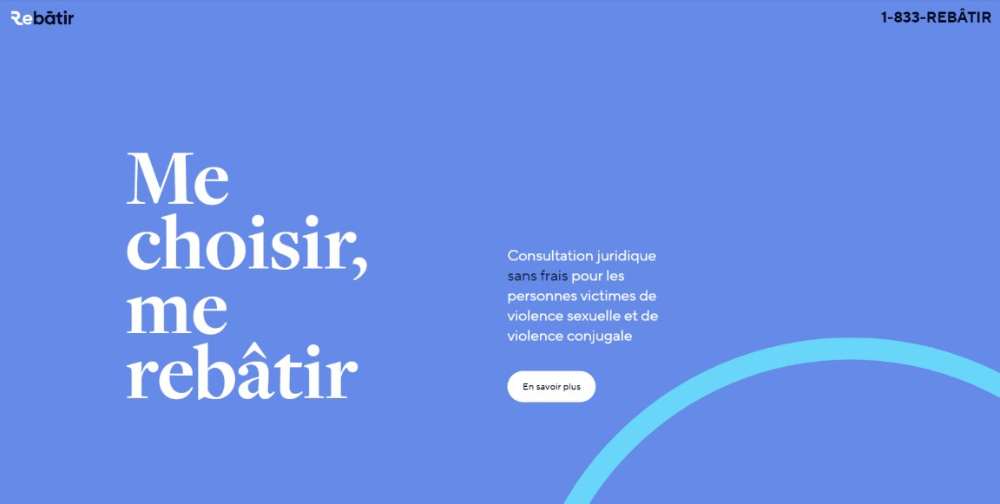 Rebâtir
1-833-REBÂTIR
Me
choisir,
me
rebâtir
Consultation juridique
sans frais pour les
personnes victimes de
violence sexuelle et de
violence conjugale
En savoir plus